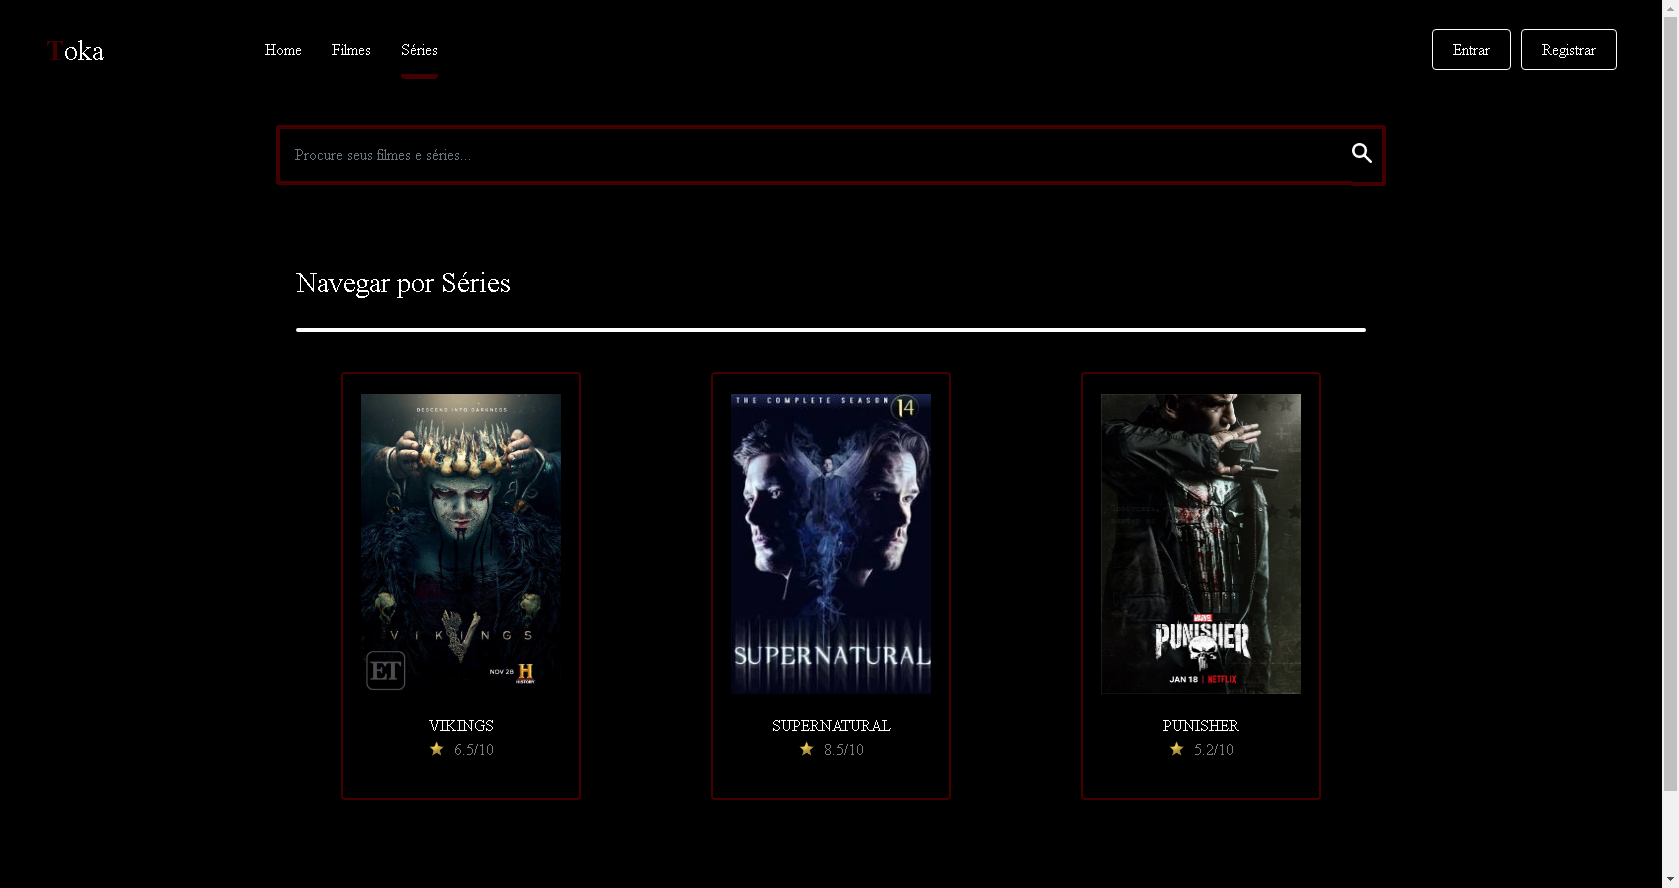 Toka
Home Filmes Séries
Entrar Registrar
Procure seus filmes e séries...
Navegar por Séries
DESCEND INTO DARKNESS
VIKINGS
ET
NOV 28
H
HISTORY
VIKINGS
6.5/10
THE COMPLETE SEASON 14
SUPERNATURAL
SUPERNATURAL
8.5/10
MARVEL
PUNISHER
JAN 18 | NETFLIX
PUNISHER
5.2/10